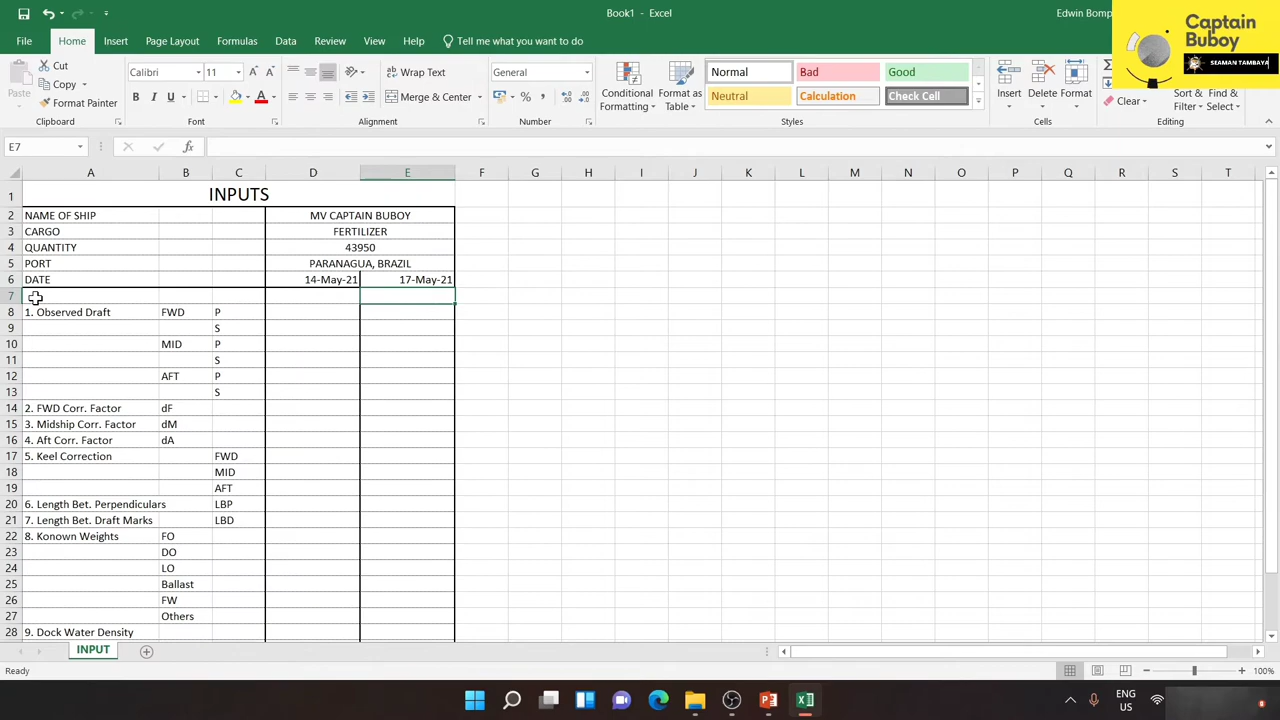 Book1 - Excel
Edwin Bomp
Captain
Buboy
SEAMAN TAMBAYA
File Home Insert Page Layout Formulas Data Review View Help Tell me what you want to do
Paste
Cut
Copy
Format Painter
Clipboard
Calibri 11
B I U
Font
Wrap Text
Merge & Center
Alignment
General
Number
Conditional Formatting
Format as Table
Normal Bad Good
Neutral Calculation Check Cell
Styles
Insert Delete Format
Cells
Clear
Sort & Filter
Find & Select
Editing
E7
A B C D E F G H I J K L M N O P Q R S T
1 INPUTS
2 NAME OF SHIP MV CAPTAIN BUBOY
3 CARGO FERTILIZER
4 QUANTITY 43950
5 PORT PARANAGUA, BRAZIL
6 DATE 14-May-21 17-May-21
7
8 1. Observed Draft FWD P
9 S
10 MID P
11 S
12 AFT P
13 S
14 2. FWD Corr. Factor dF
15 3. Midship Corr. Factor dM
16 4. Aft Corr. Factor dA
17 5. Keel Correction FWD
18 MID
19 AFT
20 6. Length Bet. Perpendiculars LBP
21 7. Length Bet. Draft Marks LBD
22 8. Konown Weights FO
23 DO
24 LO
25 Ballast
26 FW
27 Others
28 9. Dock Water Density
INPUT
Ready
100%
ENG
US